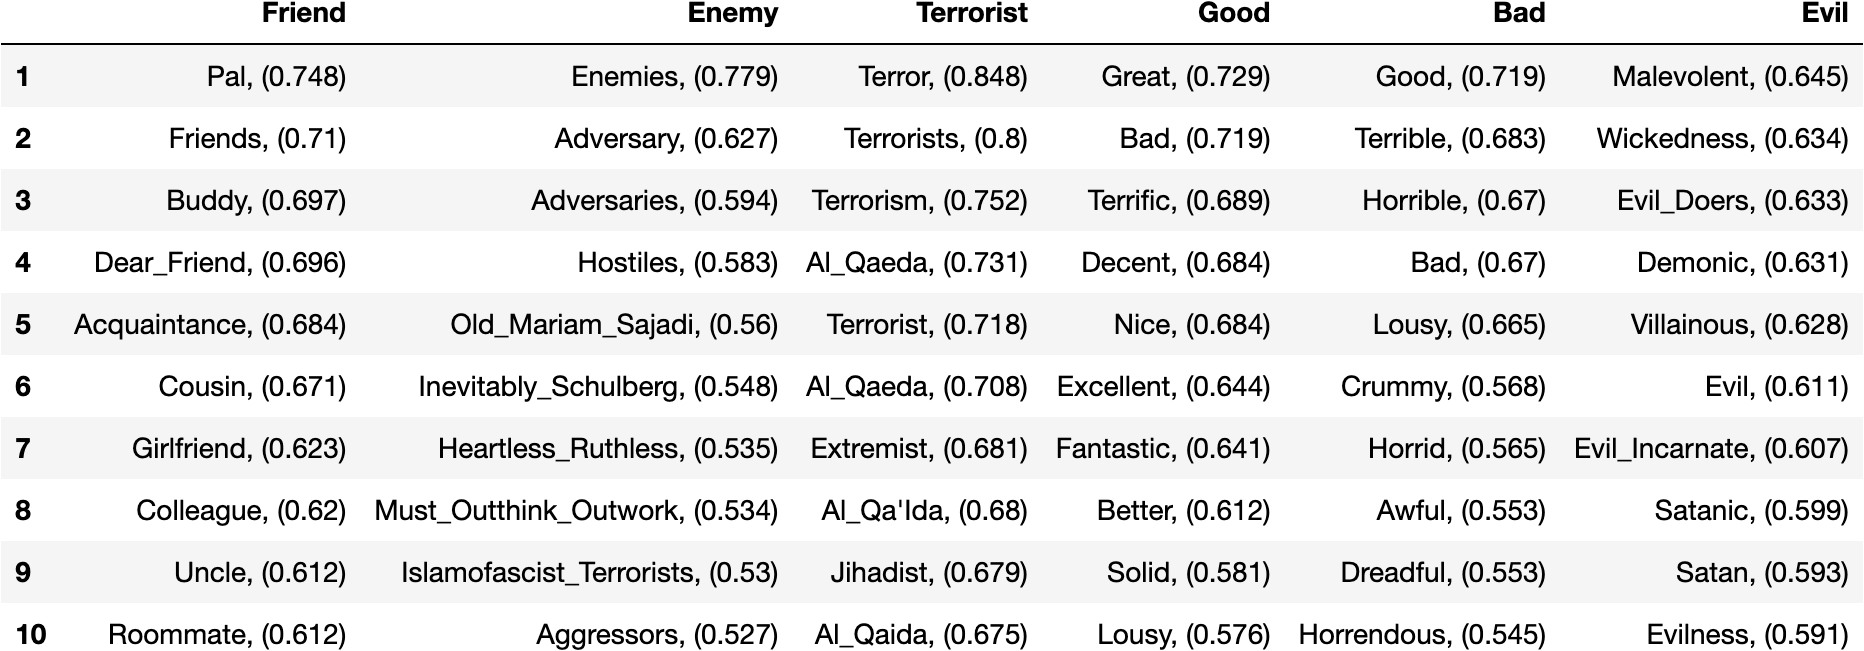 Friend Enemy Terrorist Good Bad Evil
1 Pal, (0.748) Enemies, (0.779) Terror, (0.848) Great, (0.729) Good, (0.719) Malevolent, (0.645)
2 Friends, (0.71) Adversary, (0.627) Terrorists, (0.8) Bad, (0.719) Terrible, (0.683) Wickedness, (0.634)
3 Buddy, (0.697) Adversaries, (0.594) Terrorism, (0.752) Terrific, (0.689) Horrible, (0.67) Evil_Doers, (0.633)
4 Dear_Friend, (0.696) Hostiles, (0.583) Al_Qaeda, (0.731) Decent, (0.684) Bad, (0.67) Demonic, (0.631)
5 Acquaintance, (0.684) Old_Mariam_Sajadi, (0.56) Terrorist, (0.718) Nice, (0.684) Lousy, (0.665) Villainous, (0.628)
6 Cousin, (0.671) Inevitably_Schulberg, (0.548) Al_Qaeda, (0.708) Excellent, (0.644) Crummy, (0.568) Evil, (0.611)
7 Girlfriend, (0.623) Heartless_Ruthless, (0.535) Extremist, (0.681) Fantastic, (0.641) Horrid, (0.565) Evil_Incarnate, (0.607)
8 Colleague, (0.62) Must_Outthink_Outwork, (0.534) Al_Qa'Ida, (0.68) Better, (0.612) Awful, (0.553) Satanic, (0.599)
9 Uncle, (0.612) Islamofascist_Terrorists, (0.53) Jihadist, (0.679) Solid, (0.581) Dreadful, (0.553) Satan, (0.593)
10 Roommate, (0.612) Aggressors, (0.527) Al_Qaida, (0.675) Lousy, (0.576) Horrendous, (0.545) Evilness, (0.591)